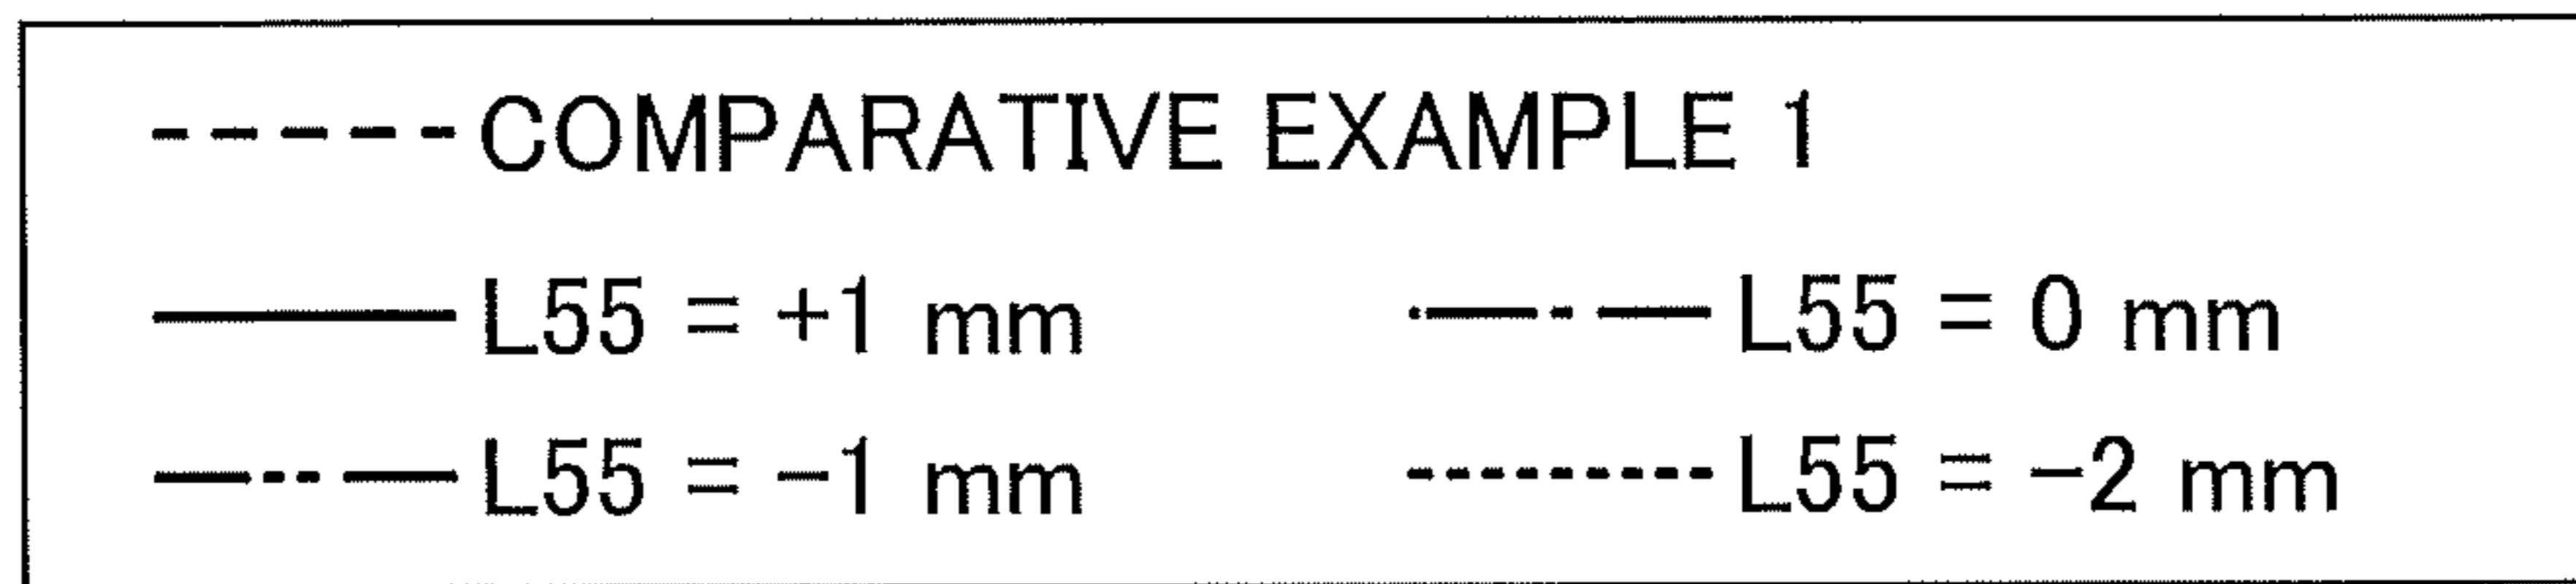 COMPARATIVE EXAMPLE 1
L55 = +1 mm L55 = 0 mm
L55 = -1 mm L55 = -2 mm